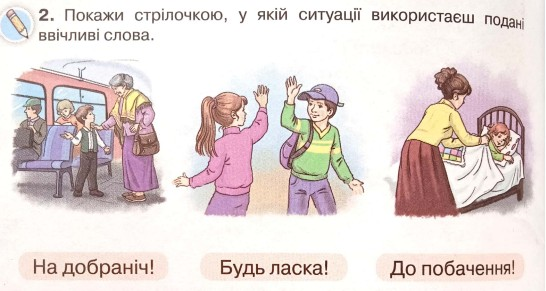 2. Покажи стрілочкою, у якій ситуації використаєш подані
ввічливі слова.
На добраніч!
Будь ласка!
До побачення!